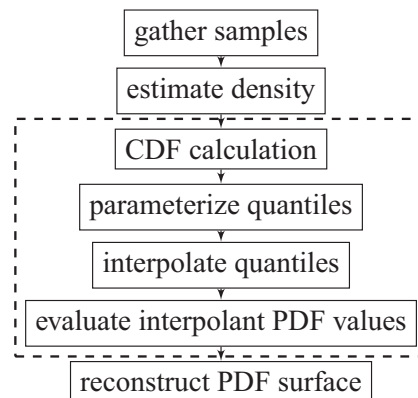 gather samples
estimate density
CDF calculation
parameterize quantiles
interpolate quantiles
evaluate interpolant PDF values
reconstruct PDF surface